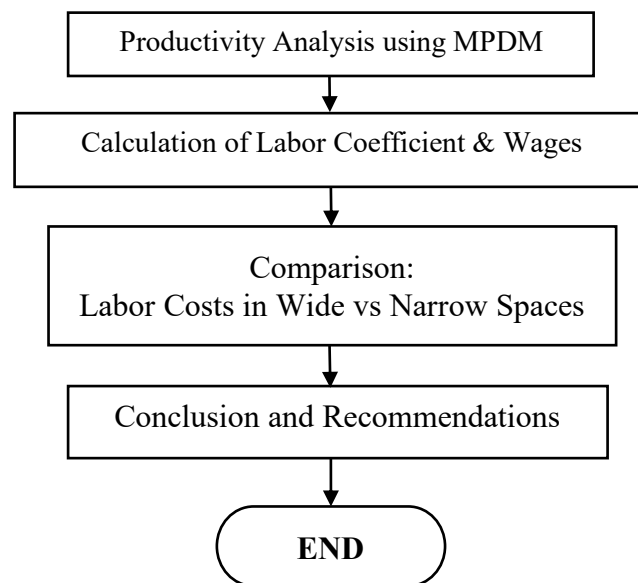 Productivity Analysis using MPDM
Calculation of Labor Coefficient & Wages
Comparison:
Labor Costs in Wide vs Narrow Spaces
Conclusion and Recommendations
END